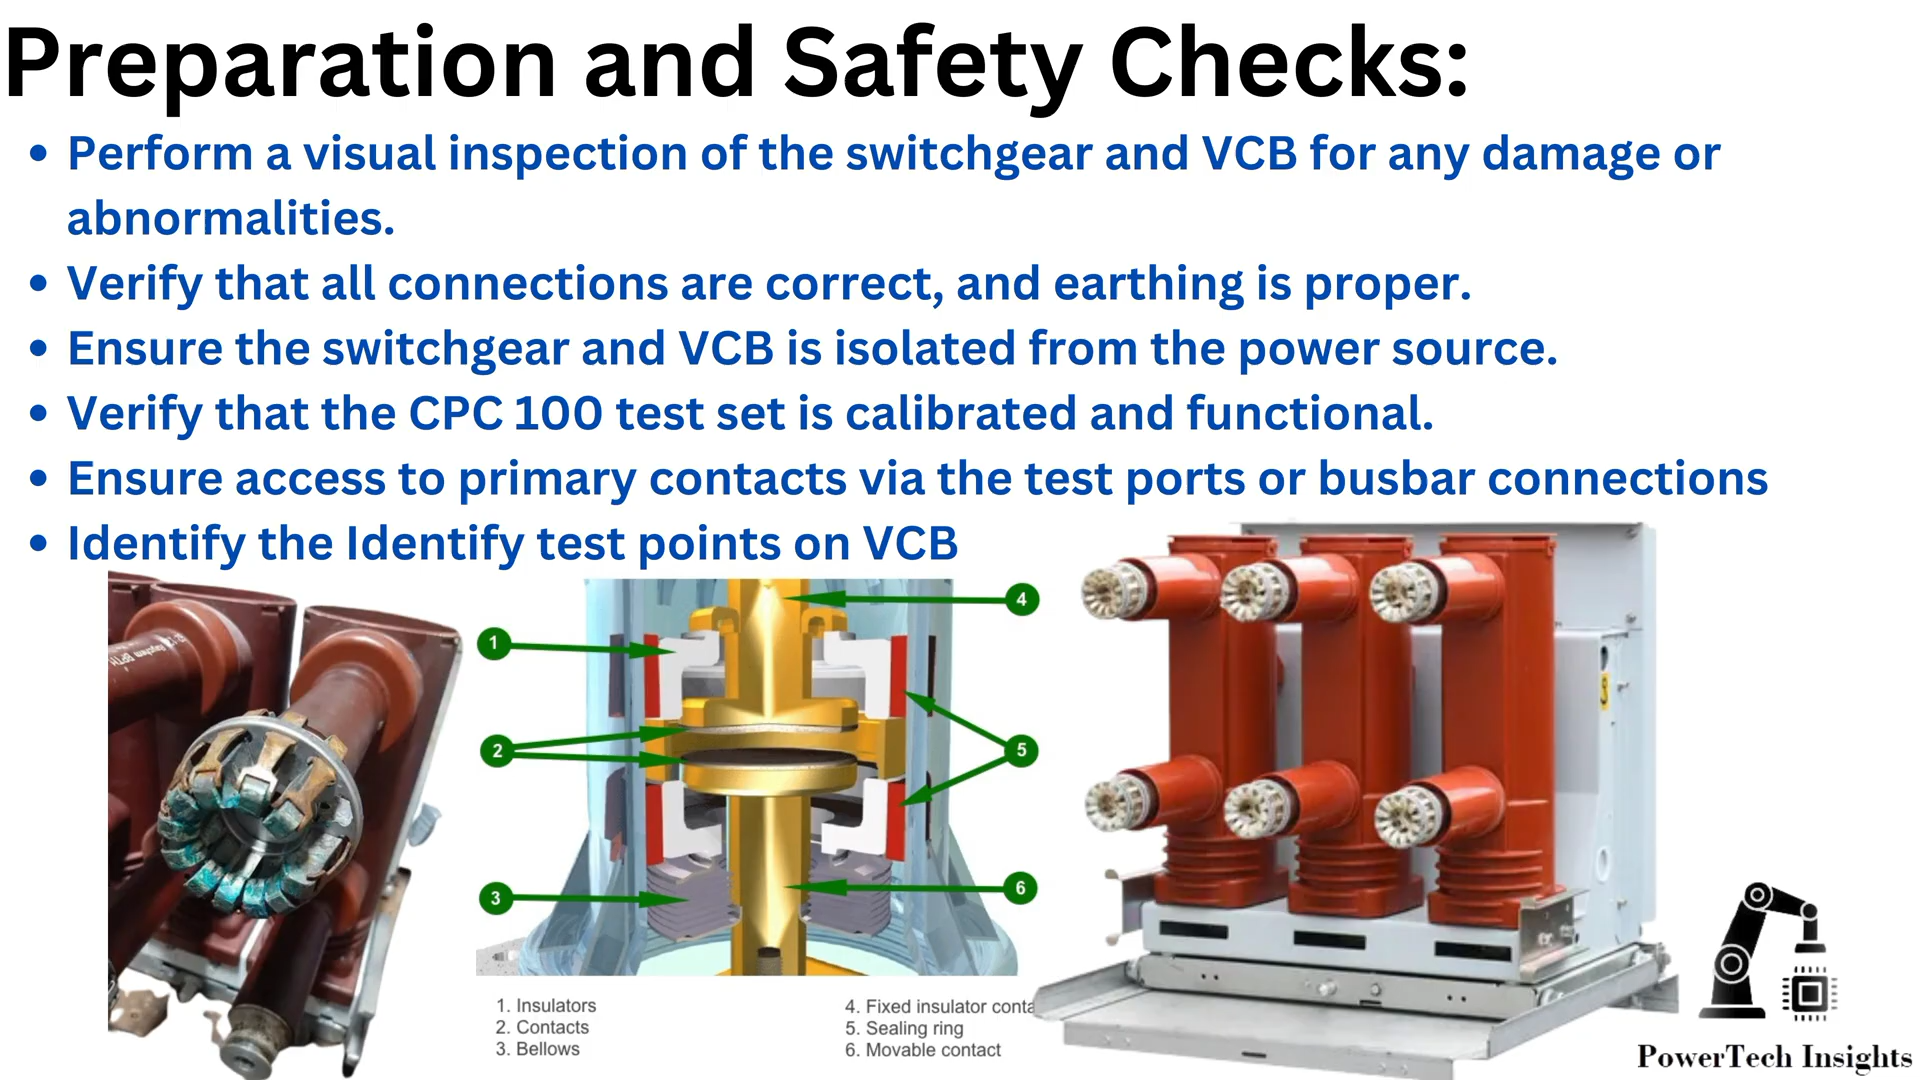 Preparation and Safety Checks:
• Perform a visual inspection of the switchgear and VCB for any damage or
abnormalities.
• Verify that all connections are correct, and earthing is proper.
• Ensure the switchgear and VCB is isolated from the power source.
• Verify that the CPC 100 test set is calibrated and functional.
• Ensure access to primary contacts via the test ports or busbar connections
• Identify the Identify test points on VCB
4
1
2
5
3
6
1. Insulators
2. Contacts
3. Bellows
4. Fixed insulator conta
5. Sealing ring
6. Movable contact
PowerTech Insights